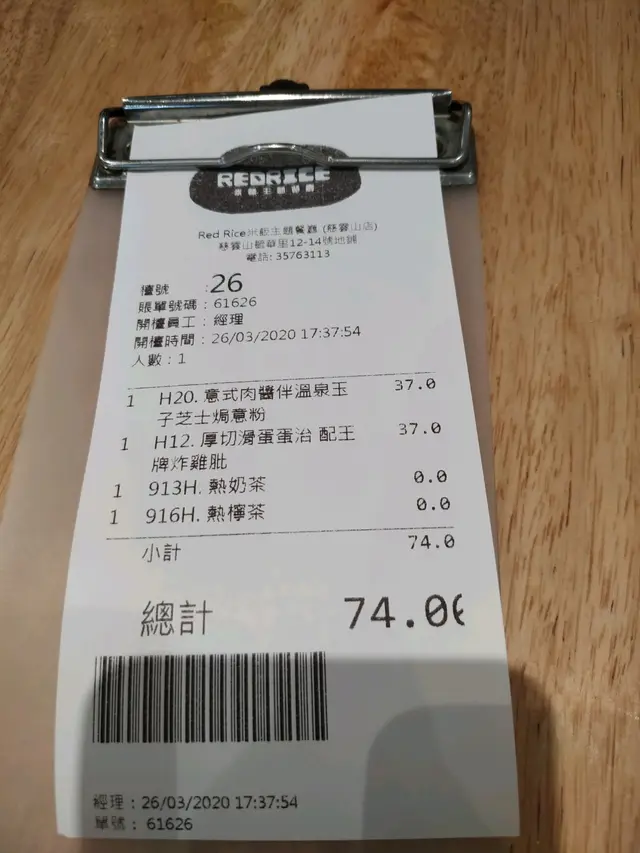 REDRICE
Red Rice米飯主題餐廳 (慈雲山店)
慈雲山毓華里12-14號地舖
電話: 35763113
檯號 :26
賬單號碼：61626
開檯員工：經理
開檯時間：26/03/2020 17:37:54
人數：1
1 H20. 意式肉醬伴溫泉玉 37.0
子芝士焗意粉
1 H12. 厚切滑蛋蛋治 配王 37.0
牌炸雞肶
1 913H. 熱奶茶 0.0
1 916H. 熱檸茶 0.0
小計 74.0
總計 74.00
經理：26/03/2020 17:37:54
單號：61626